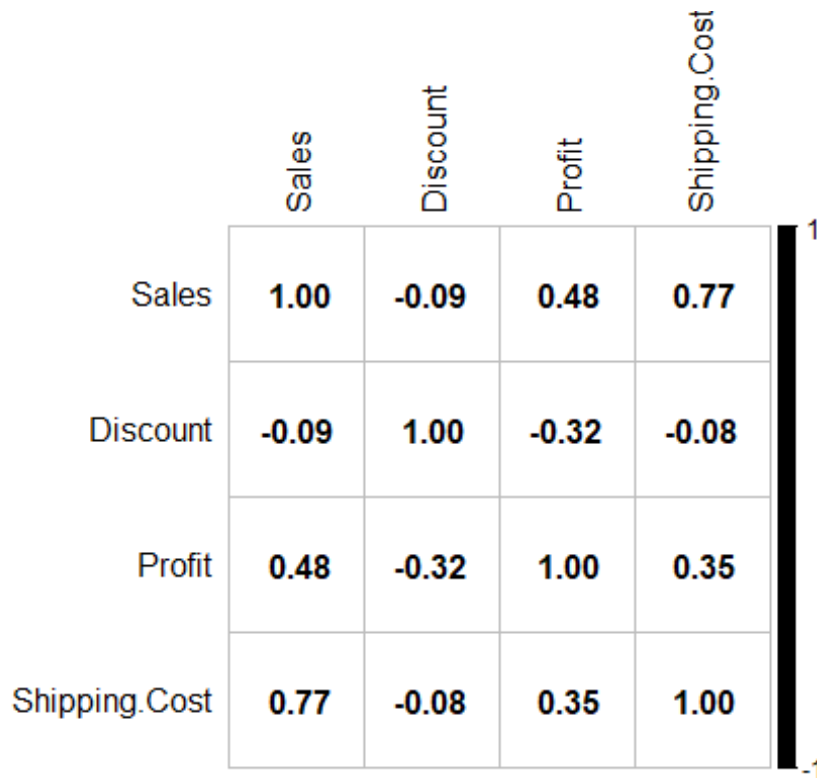 Sales Discount Profit Shipping.Cost
1
Sales 1.00 -0.09 0.48 0.77
Discount -0.09 1.00 -0.32 -0.08
Profit 0.48 -0.32 1.00 0.35
Shipping.Cost 0.77 -0.08 0.35 1.00
-1